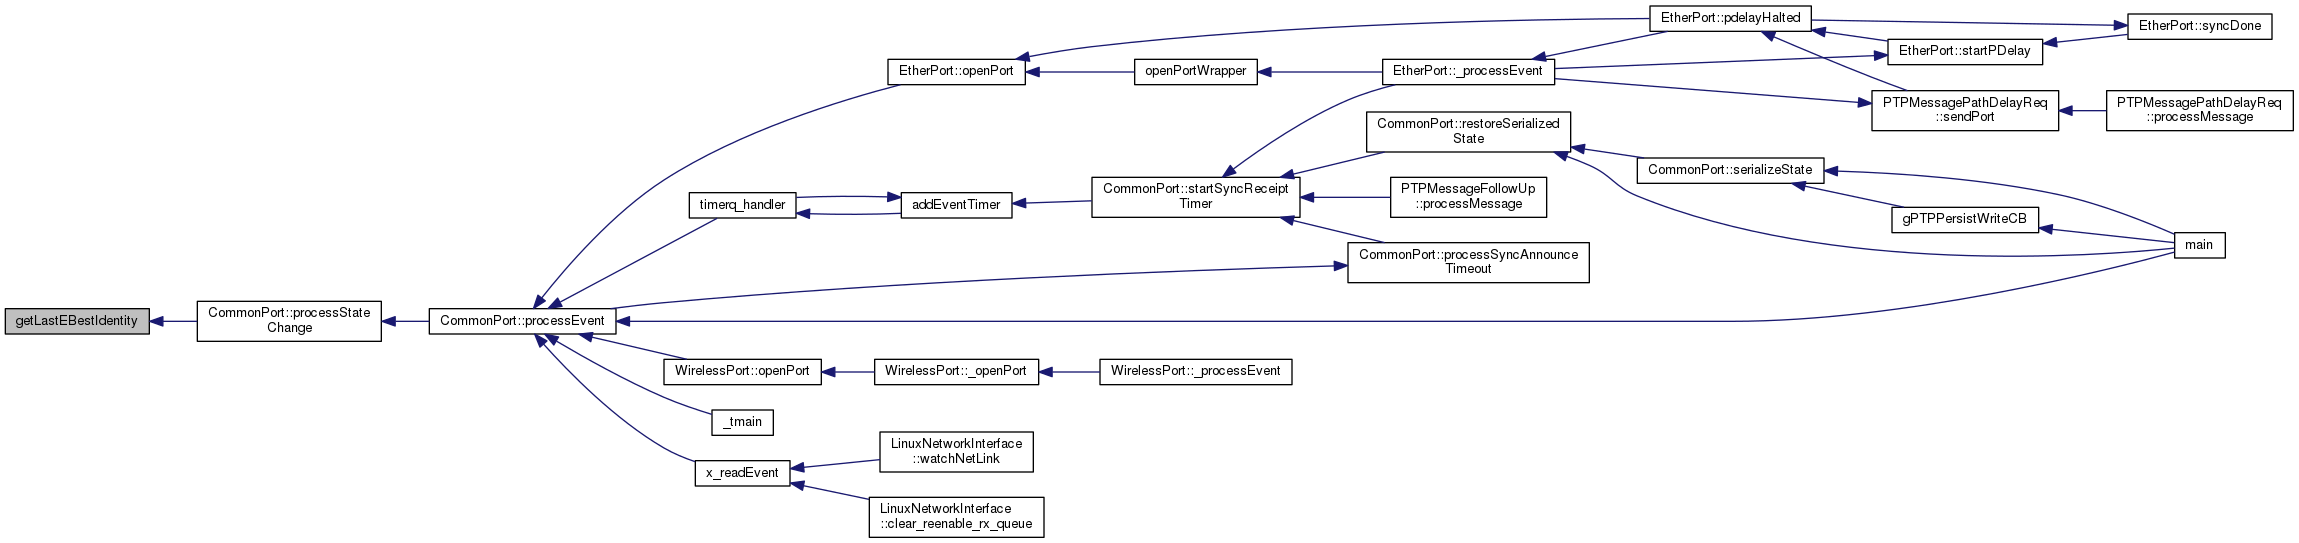 EtherPort::pdelayHalted
EtherPort::syncDone
EtherPort::startPDelay
EtherPort::openPort
openPortWrapper
EtherPort::_processEvent
PTPMessagePathDelayReq
::sendPort
PTPMessagePathDelayReq
::processMessage
CommonPort::restoreSerialized
State
CommonPort::serializeState
CommonPort::startSyncReceipt
Timer
PTPMessageFollowUp
::processMessage
timerq_handler
addEventTimer
gPTPPersistWriteCB
main
CommonPort::processSyncAnnounce
Timeout
getLastEBestIdentity
CommonPort::processState
Change
CommonPort::processEvent
WirelessPort::openPort
WirelessPort::_openPort
WirelessPort::_processEvent
_tmain
LinuxNetworkInterface
::watchNetLink
x_readEvent
LinuxNetworkInterface
::clear_reenable_rx_queue